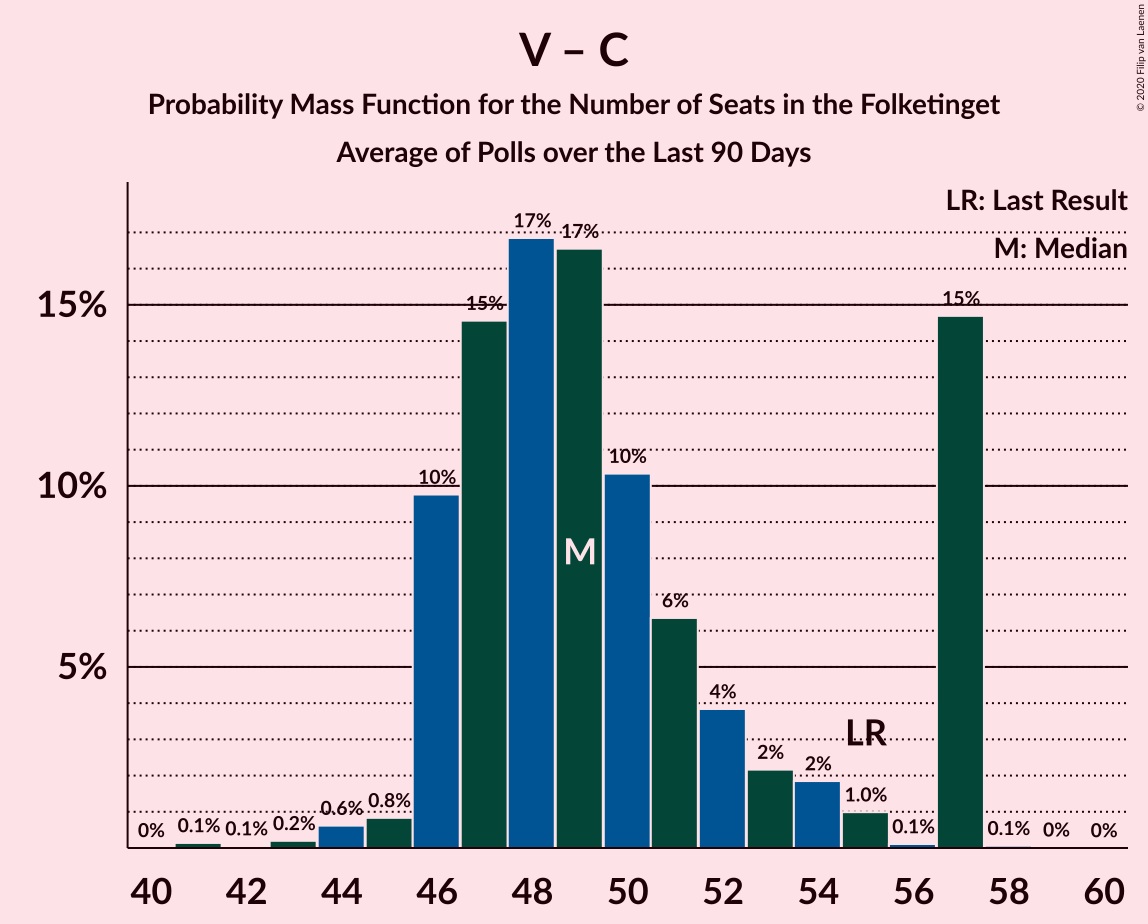 V – C
Probability Mass Function for the Number of Seats in the Folketinget
Average of Polls over the Last 90 Days
© 2020 Filip van Laenen
LR: Last Result
M: Median
15%
10%
5%
0%
0.1%
0.1%
0.2%
0.6%
0.8%
10%
15%
17%
17%
10%
6%
4%
2%
2%
1.0%
0.1%
15%
0.1%
0%
0%
M
LR
40 42 44 46 48 50 52 54 56 58 60